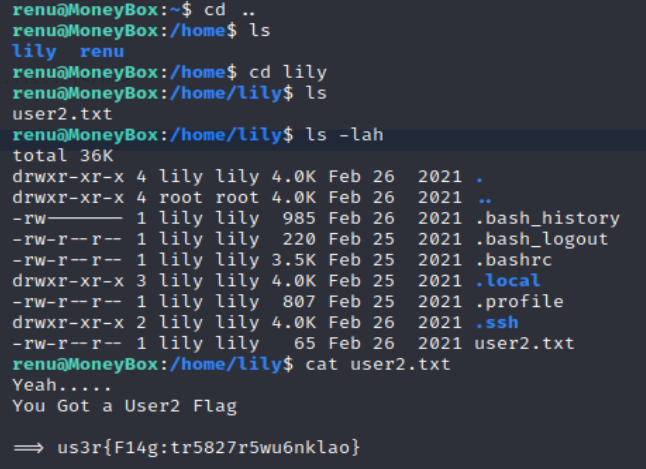 renu@MoneyBox:~$ cd ..
renu@MoneyBox:/home$ ls
lily  renu
renu@MoneyBox:/home$ cd lily
renu@MoneyBox:/home/lily$ ls
user2.txt
renu@MoneyBox:/home/lily$ ls -lah
total 36K
drwxr-xr-x 4 lily lily 4.0K Feb 26  2021 .
drwxr-xr-x 4 root root 4.0K Feb 26  2021 ..
-rw------- 1 lily lily  985 Feb 26  2021 .bash_history
-rw-r--r-- 1 lily lily  220 Feb 25  2021 .bash_logout
-rw-r--r-- 1 lily lily 3.5K Feb 25  2021 .bashrc
drwxr-xr-x 3 lily lily 4.0K Feb 25  2021 .local
-rw-r--r-- 1 lily lily  807 Feb 25  2021 .profile
drwxr-xr-x 2 lily lily 4.0K Feb 26  2021 .ssh
-rw-r--r-- 1 lily lily   65 Feb 26  2021 user2.txt
renu@MoneyBox:/home/lily$ cat user2.txt
Yeah.....
You Got a User2 Flag
==> us3r{F14g:tr5827r5wu6nklao}